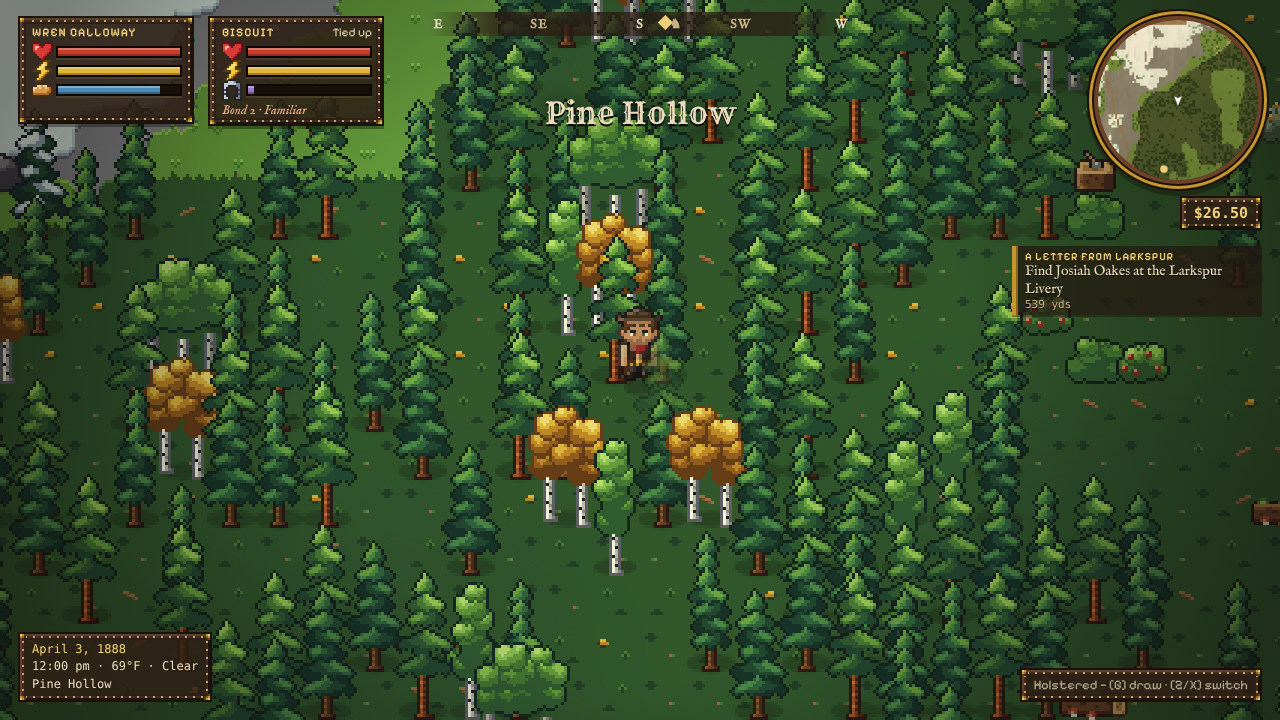 WREN CALLOWAY
BISCUIT Tied up
Bond 2 · Familiar
E SE S SW W
Pine Hollow
$26.50
A LETTER FROM LARKSPUR
Find Josiah Oakes at the Larkspur
Livery
539 yds
April 3, 1888
12:00 pm · 69°F · Clear
Pine Hollow
Holstered - [G] draw · [Z/X] switch